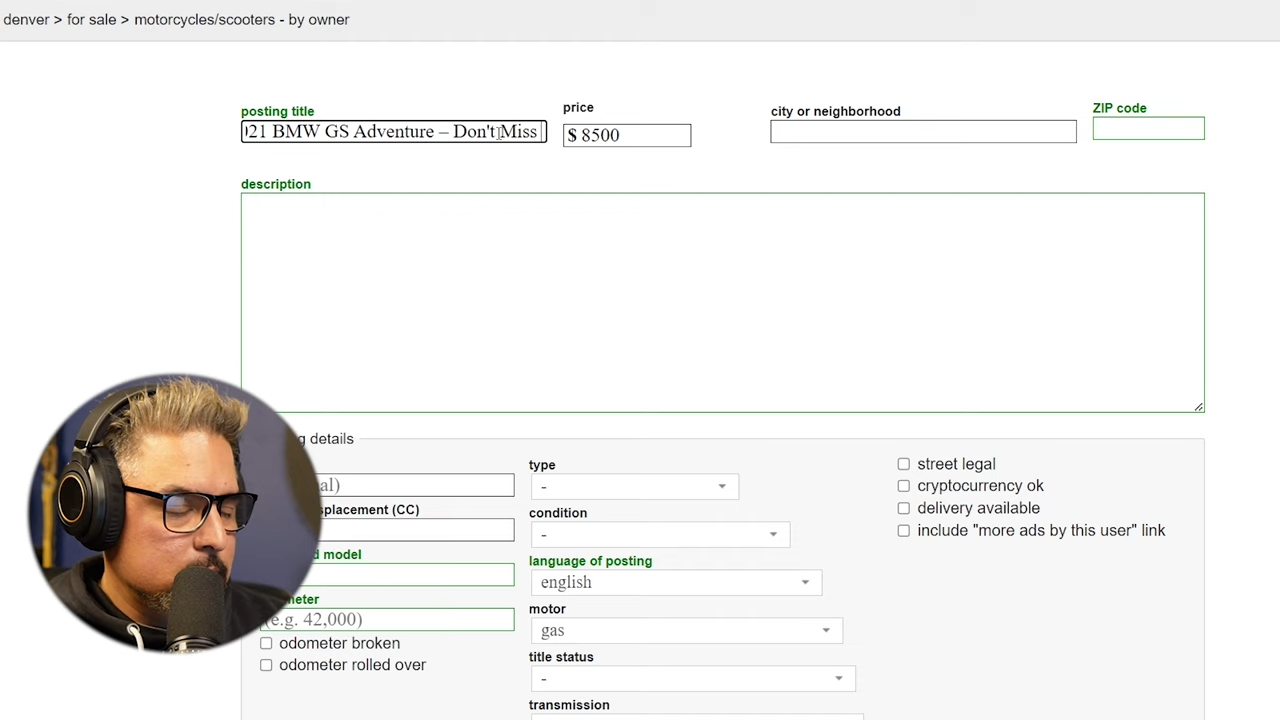 denver > for sale > motorcycles/scooters - by owner
posting title
price
city or neighborhood
ZIP code
21 BMW GS Adventure – Don't Miss
$ 8500
description
details
type
street legal
-
cryptocurrency ok
(CC)
condition
delivery available
-
include "more ads by this user" link
model
language of posting
english
(e.g. 42,000)
motor
odometer broken
gas
odometer rolled over
title status
-
transmission